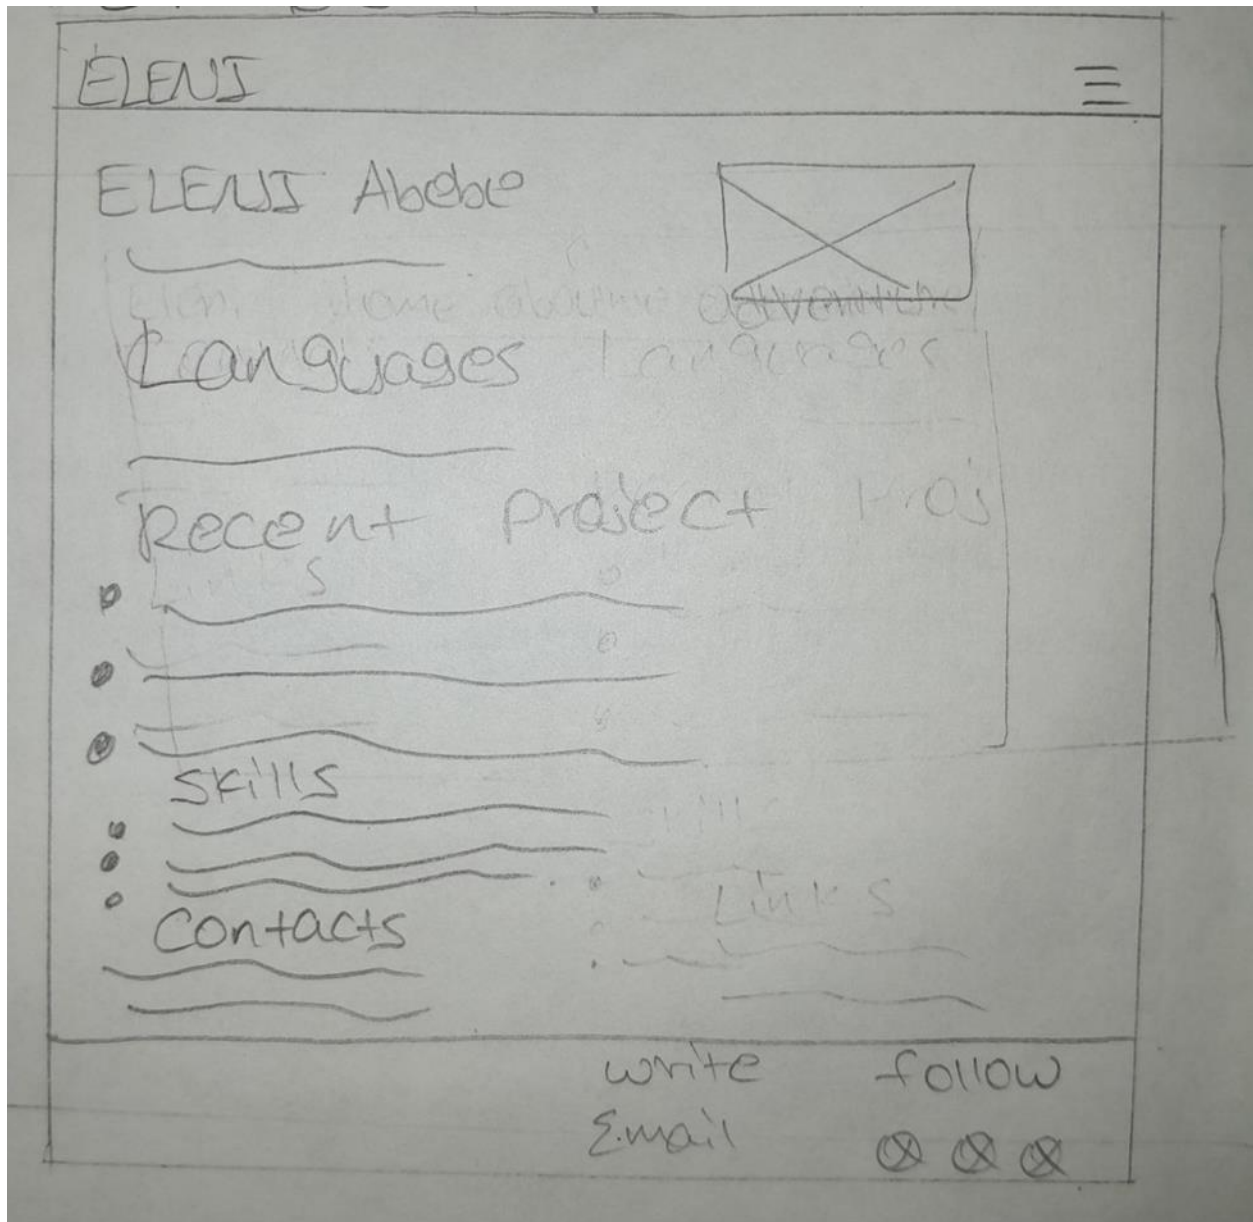 ELENI
ELENI Abebe
Languages
Recent Project
Skills
Contacts
Links
write follow
Email